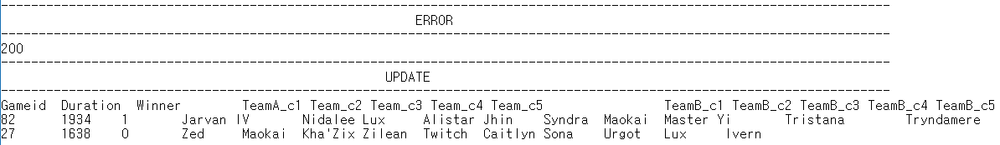 ----------------------------------------------------------------------------------------------------------------------
ERROR
----------------------------------------------------------------------------------------------------------------------
200
----------------------------------------------------------------------------------------------------------------------
UPDATE
----------------------------------------------------------------------------------------------------------------------
Gameid Duration Winner TeamA_c1 Team_c2 Team_c3 Team_c4 Team_c5 TeamB_c1 TeamB_c2 TeamB_c3 TeamB_c4 TeamB_c5
82 1934 1 Jarvan IV Nidalee Lux Alistar Jhin Syndra Maokai Master Yi Tristana Tryndamere
27 1638 0 Zed Maokai Kha'Zix Zilean Twitch Caitlyn Sona Urgot Lux Ivern